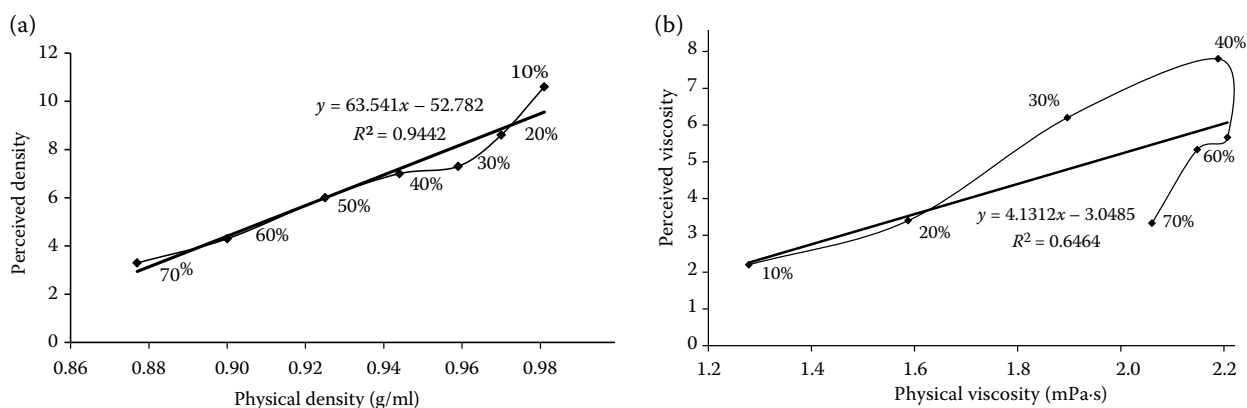 (a)
12
10
8
6
4
2
0
Perceived density
y = 63.541x – 52.782
R² = 0.9442
10%
20%
30%
40%
50%
60%
70%
0.86 0.88 0.90 0.92 0.94 0.96 0.98
Physical density (g/ml)
(b)
8
7
6
5
4
3
2
1
0
Perceived viscosity
40%
30%
60%
y = 4.1312x – 3.0485
R² = 0.6464
20%
70%
10%
1.2 1.4 1.6 1.8 2.0 2.2
Physical viscosity (mPa·s)